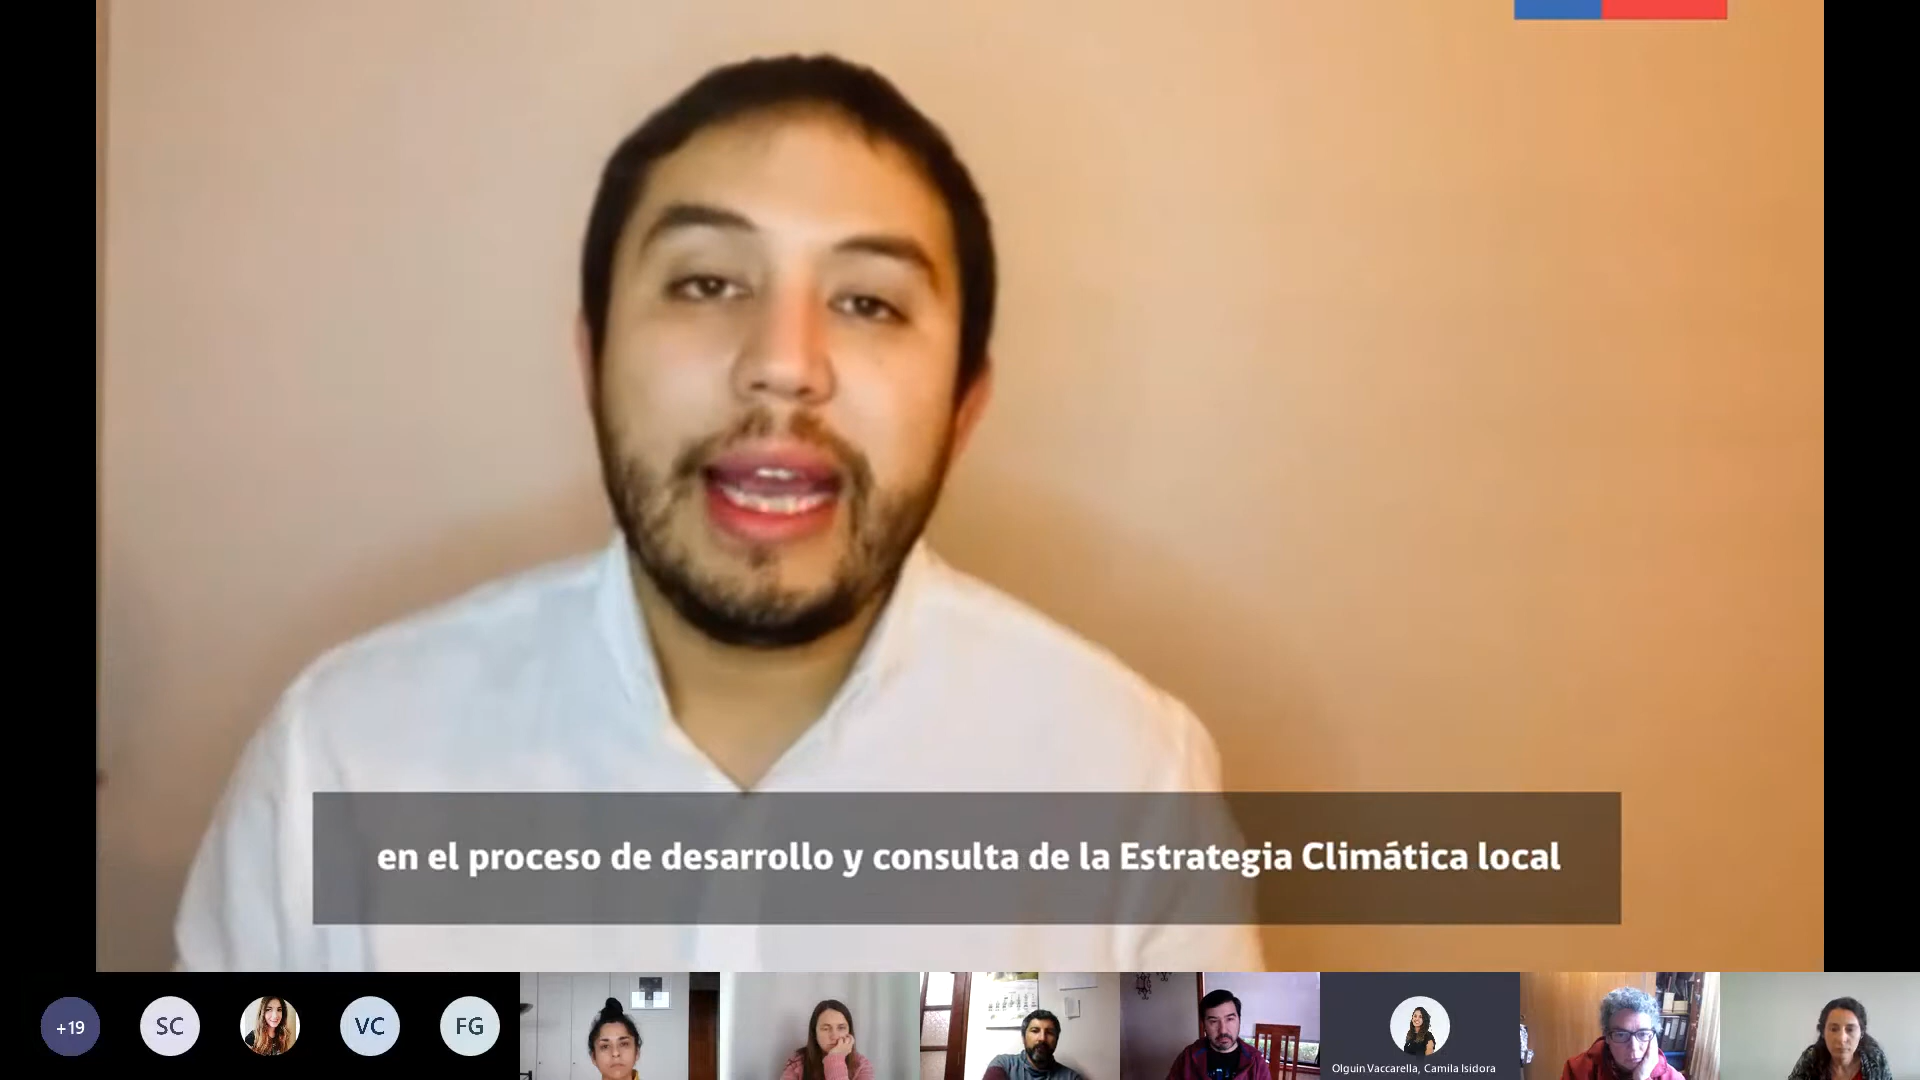 en el proceso de desarrollo y consulta de la Estrategia Climática local
+19
SC
VC
FG
Olguin Vaccarella, Camila Isidora